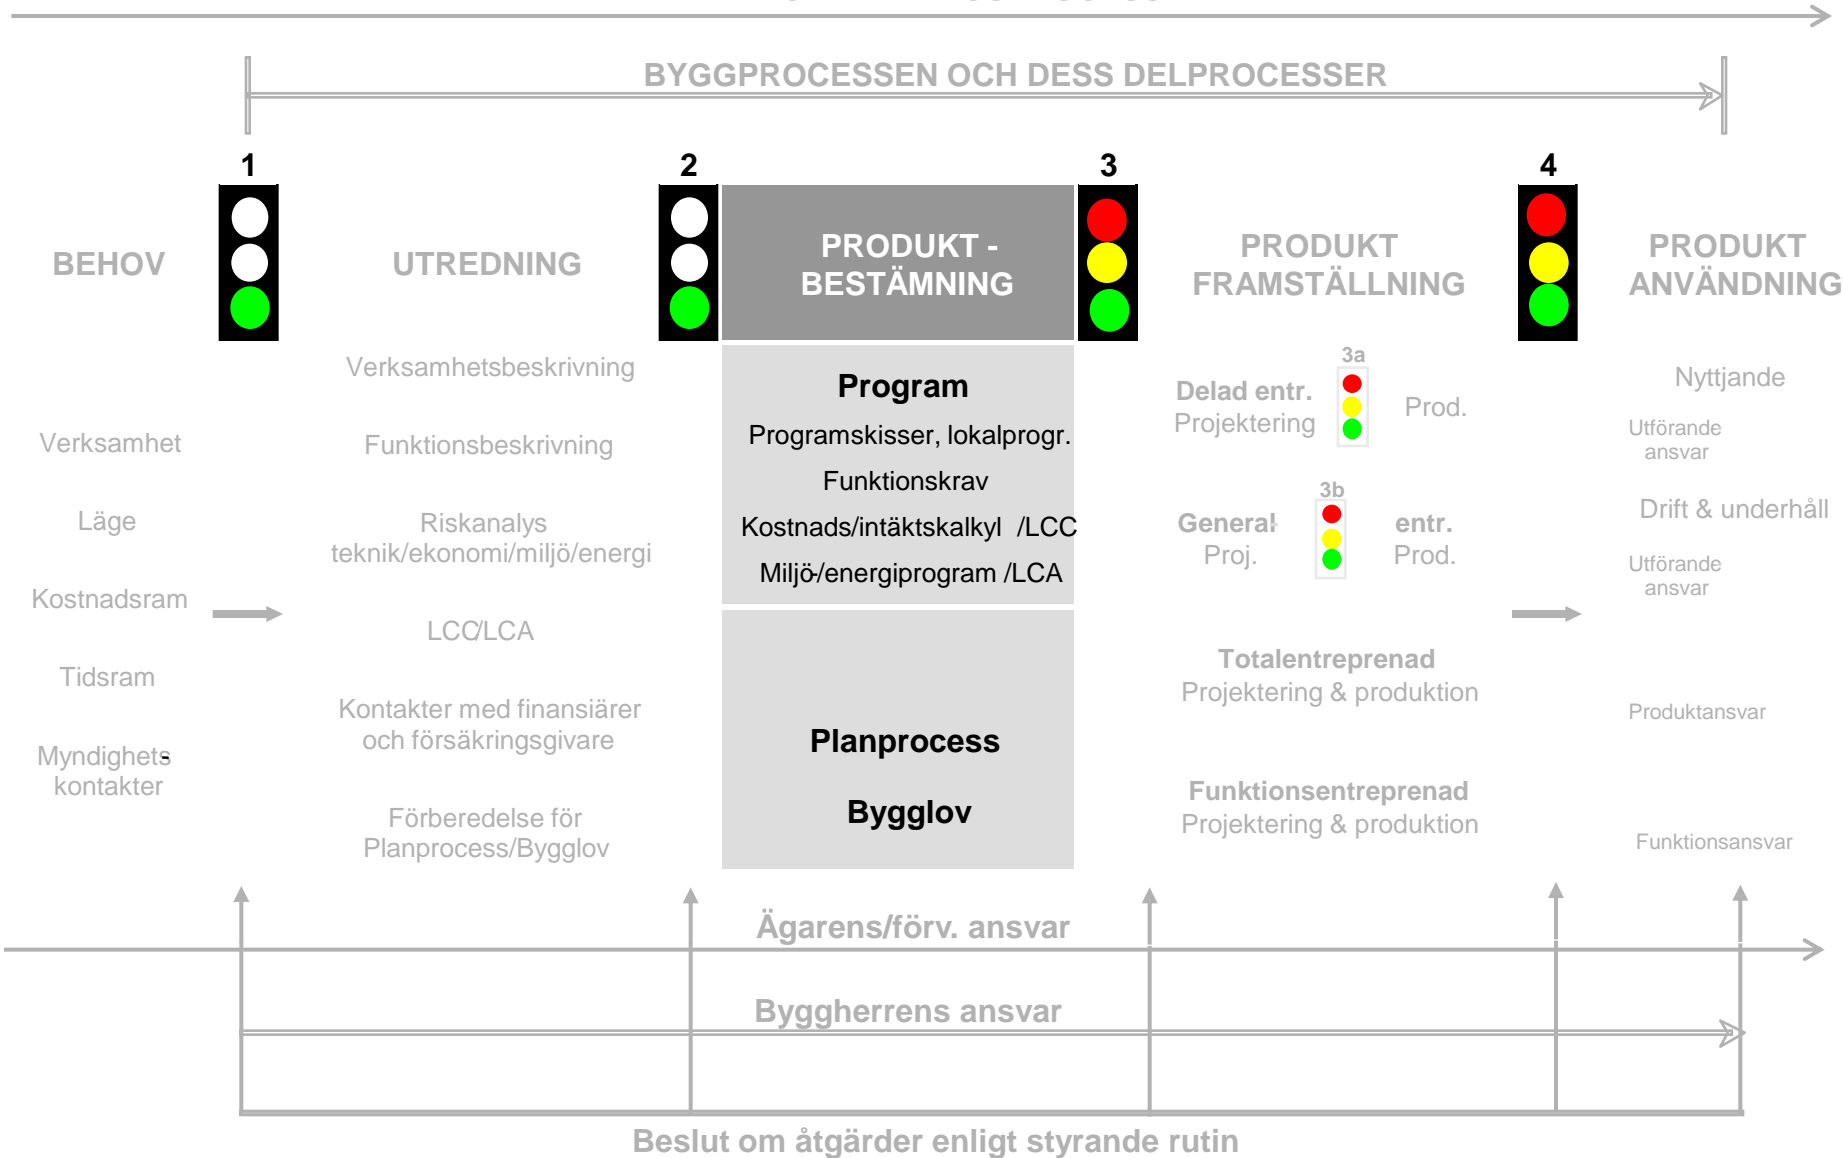 BYGGPROCESSEN OCH DESS DELPROCESSER
1
2
3
4
BEHOV
UTREDNING
PRODUKT -
BESTÄMNING
PRODUKT
FRAMSTÄLLNING
PRODUKT
ANVÄNDNING
Verksamhet
Läge
Kostnadsram
Tidsram
Myndighets-
kontakter
Verksamhetsbeskrivning
Funktionsbeskrivning
Riskanalys
teknik/ekonomi/miljö/energi
LCC/LCA
Kontakter med finansiärer
och försäkringsgivare
Förberedelse för
Planprocess/Bygglov
Program
Programskisser, lokalprogr.
Funktionskrav
Kostnads/intäktskalkyl /LCC
Miljö-/energiprogram /LCA
Planprocess
Bygglov
3a
Delad entr.
Projektering
Prod.
3b
General- entr.
Proj. Prod.
Totalentreprenad
Projektering & produktion
Funktionsentreprenad
Projektering & produktion
Nyttjande
Utförande
ansvar
Drift & underhåll
Utförande
ansvar
Produktansvar
Funktionsansvar
Ägarens/förv. ansvar
Byggherrens ansvar
Beslut om åtgärder enligt styrande rutin